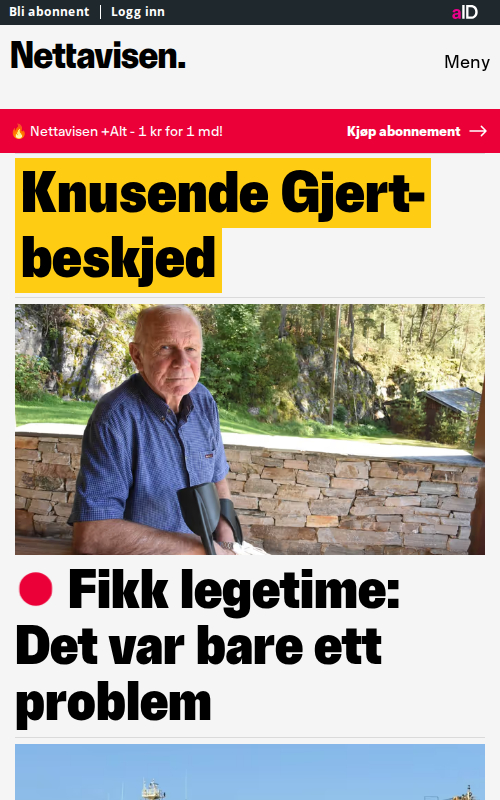 Bli abonnent | Logg inn
aID
Nettavisen.
Meny
🔥 Nettavisen +Alt - 1 kr for 1 md!
Kjøp abonnement →
Knusende Gjert-
beskjed
Fikk legetime:
Det var bare ett
problem